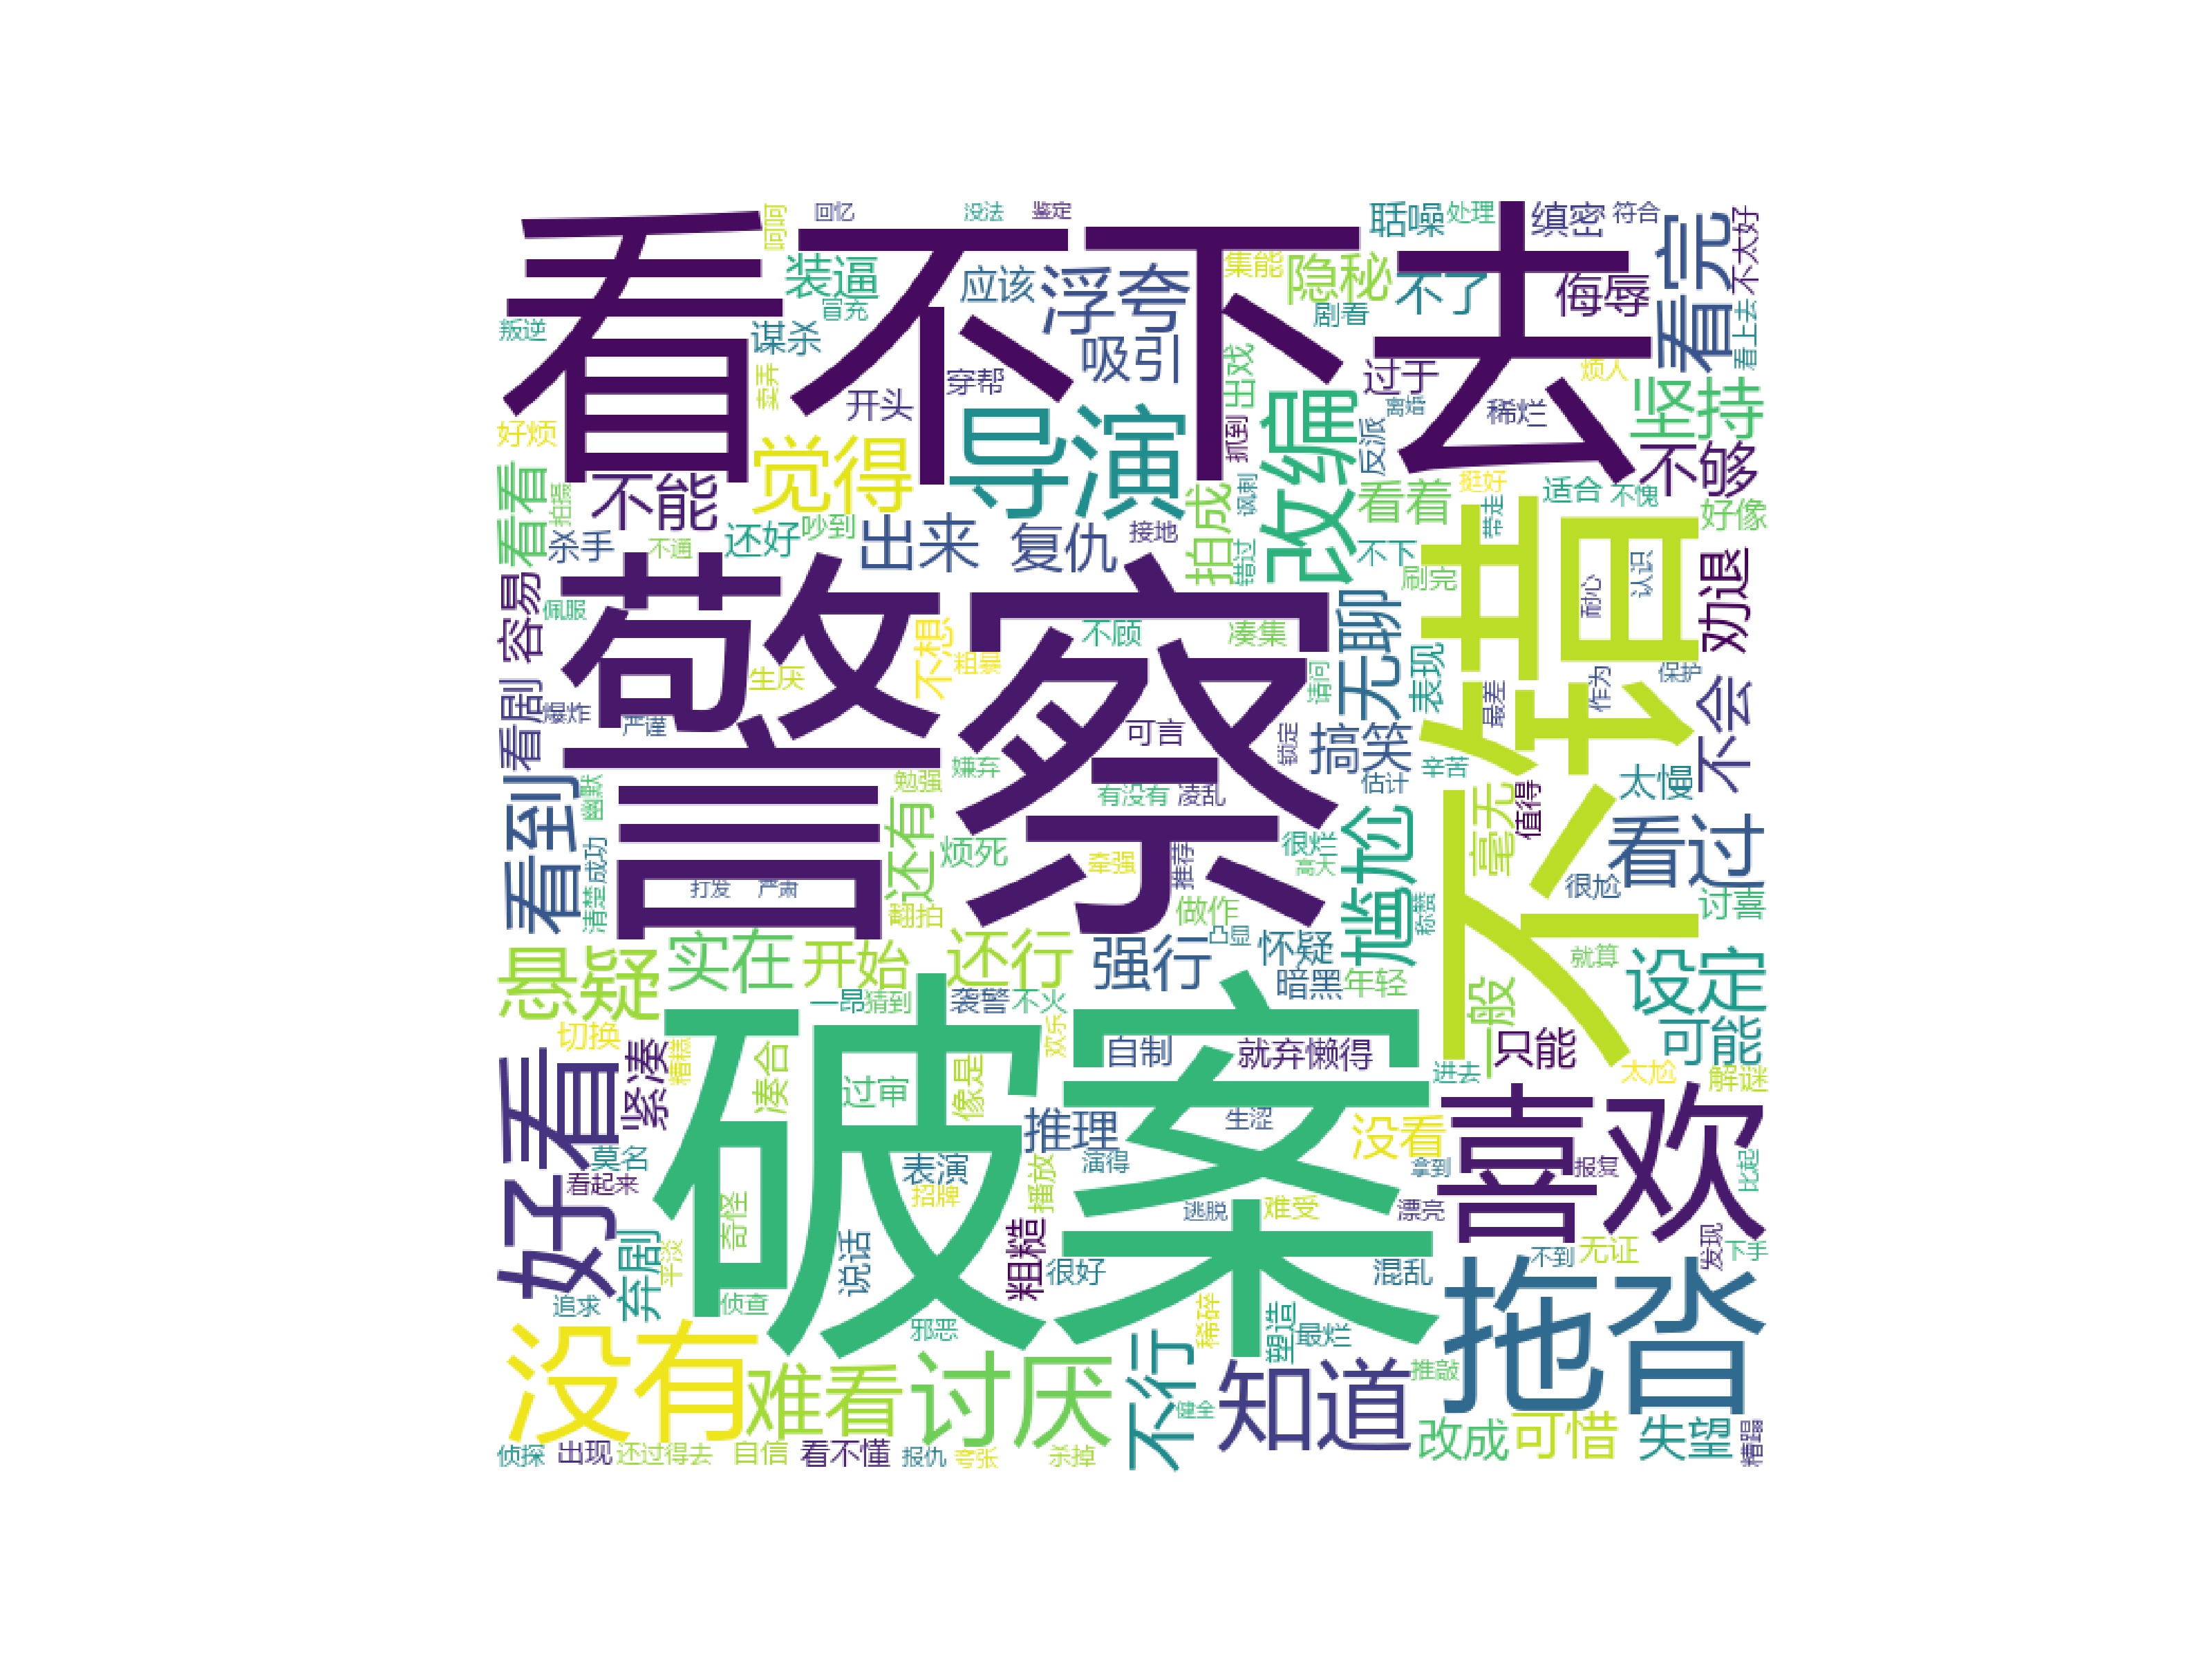 看不下去
呵呵
回忆
没法
鉴定
聒噪
处理
缜密
符合
看完
不太好
装逼
冒充
应该
浮夸
集能
隐秘
不了
侮辱
看上去
叛逆
谋杀
剧看
吸引
出戏
过于
烦人
卖弄
开头
穿帮
离婚
稀烂
坚持
好烦
觉得
导演
抓到
改编
反派
不够
看看
拍摄
不能
讽刺
看着
挺好
适合
不愧
好像
带走
杀手
不通
还好
吵到
出来
复仇
接地
拍成
错过
不下
刷完
不错
耐心
认识
劝退
容易
佩服
警察
不想
粗暴
不顾
凑集
无聊
表现
生厌
请问
最差
作为
保护
不会
看剧
爆炸
严谨
可言
锁定
搞笑
看到
幽默
勉强
嫌弃
有没有
凌乱
估计
辛苦
太慢
值得
毫无
还有
烦死
牵强
推荐
很烂
高天
尴尬
看过
清楚
成功
打发
严肃
翻拍
做作
凸显
称赞
很尬
讨喜
悬疑
实在
开始
还行
强行
怀疑
就算
设定
暗黑
年轻
一般
一昂
猜到
袭警
不火
破案
切换
糟糕
欢乐
自制
就弃
懒得
只能
可能
好看
紧凑
凑合
过审
像是
进去
太尬
解谜
推理
生涩
没看
喜欢
莫名
看起来
表演
演得
拿到
报复
比起
奇怪
招牌
播放
逃脱
难受
漂亮
弃剧
平淡
说话
粗糙
很好
混乱
不到
无证
发现
下手
追求
侦查
邪恶
稀碎
塑造
最烂
拖沓
没有
难看
讨厌
不行
健全
知道
推敲
改成
可惜
失望
糟蹋
侦探
出现
还过得去
自信
看不懂
报仇
夸张
杀掉